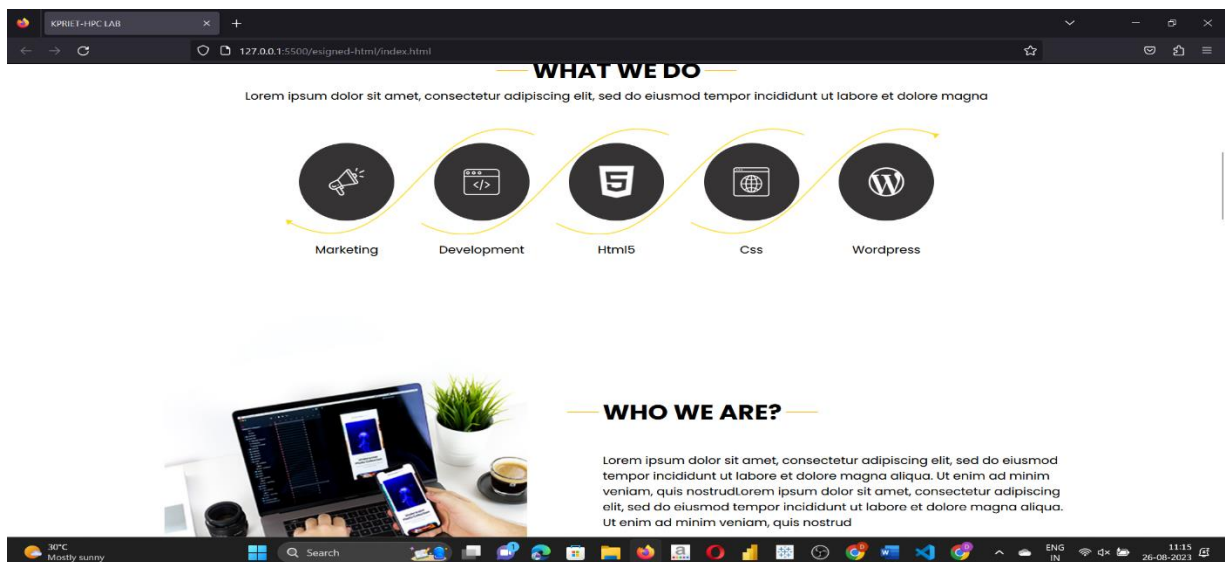 KPRIET-HPC LAB
127.0.0.1:5500/esigned-html/index.html
WHAT WE DO
Lorem ipsum dolor sit amet, consectetur adipiscing elit, sed do eiusmod tempor incididunt ut labore et dolore magna
Marketing Development Html5 Css Wordpress
WHO WE ARE?
Lorem ipsum dolor sit amet, consectetur adipiscing elit, sed do eiusmod
tempor incididunt ut labore et dolore magna aliqua. Ut enim ad minim
veniam, quis nostrudLorem ipsum dolor sit amet, consectetur adipiscing
elit, sed do eiusmod tempor incididunt ut labore et dolore magna aliqua.
Ut enim ad minim veniam, quis nostrud
30°C
Mostly sunny
Search
ENG
IN
11:15
26-08-2023